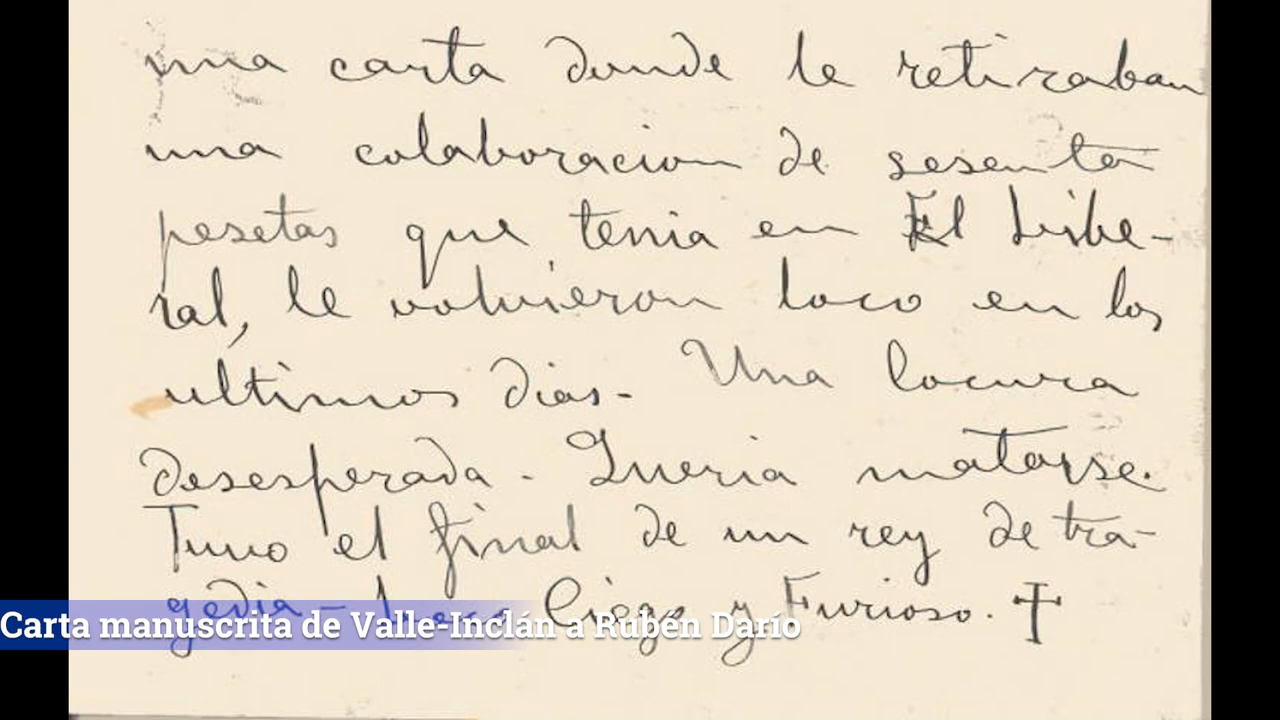 una carta donde le retiraban
una colaboracion de sesenta
pesetas que tenia en El Libe-
ral, le volvieron loco en los
ultimos dias. Una locura
desesperada. Queria matarse.
Tuvo el final de un rey de tra-
gedia - Loco Ciego y Furioso. †
Carta manuscrita de Valle-Inclán a Rubén Darío